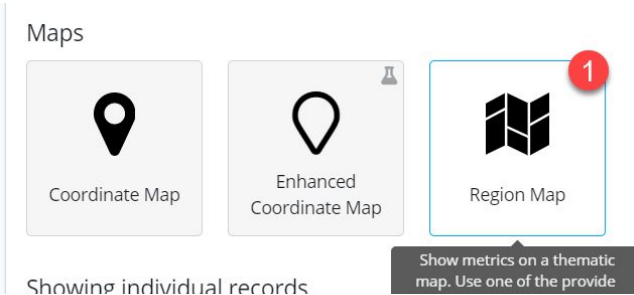 Maps
1
Coordinate Map
Enhanced
Coordinate Map
Region Map
Show metrics on a thematic
map. Use one of the provide
Showing individual records